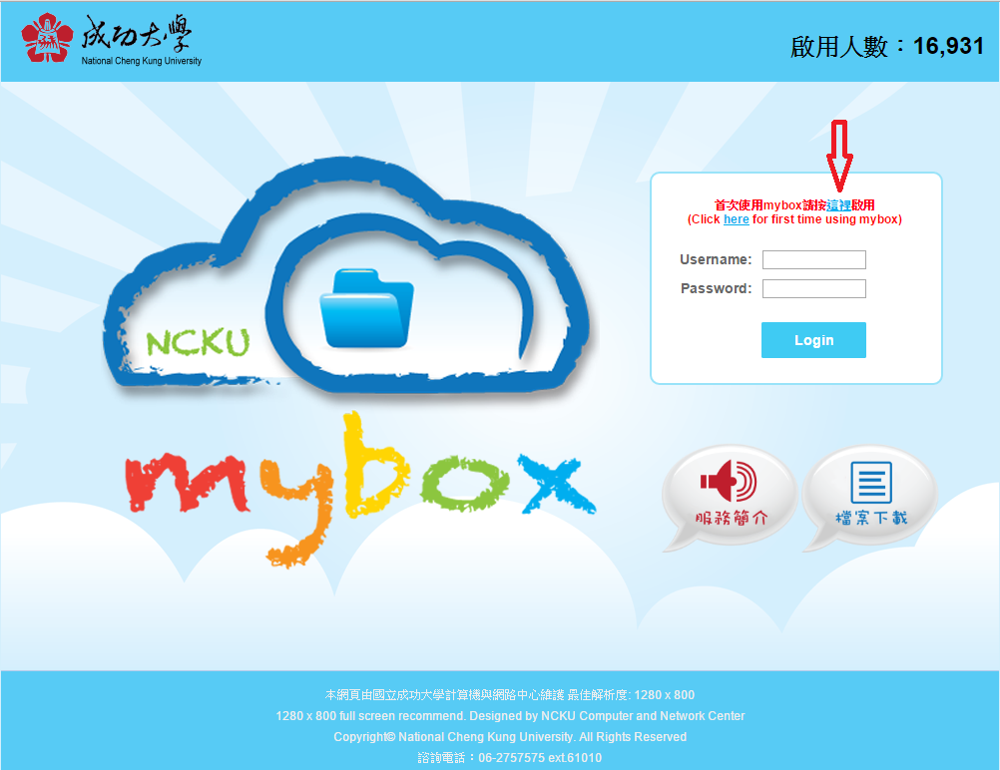 成功大學
National Cheng Kung University
啟用人數：16,931
首次使用mybox請按這裡啟用
(Click here for first time using mybox)
Username:
Password:
Login
NCKU
mybox
服務簡介
檔案下載
本網頁由國立成功大學計算機與網路中心維護 最佳解析度: 1280 x 800
1280 x 800 full screen recommend. Designed by NCKU Computer and Network Center
Copyright© National Cheng Kung University. All Rights Reserved
諮詢電話：06-2757575 ext.61010